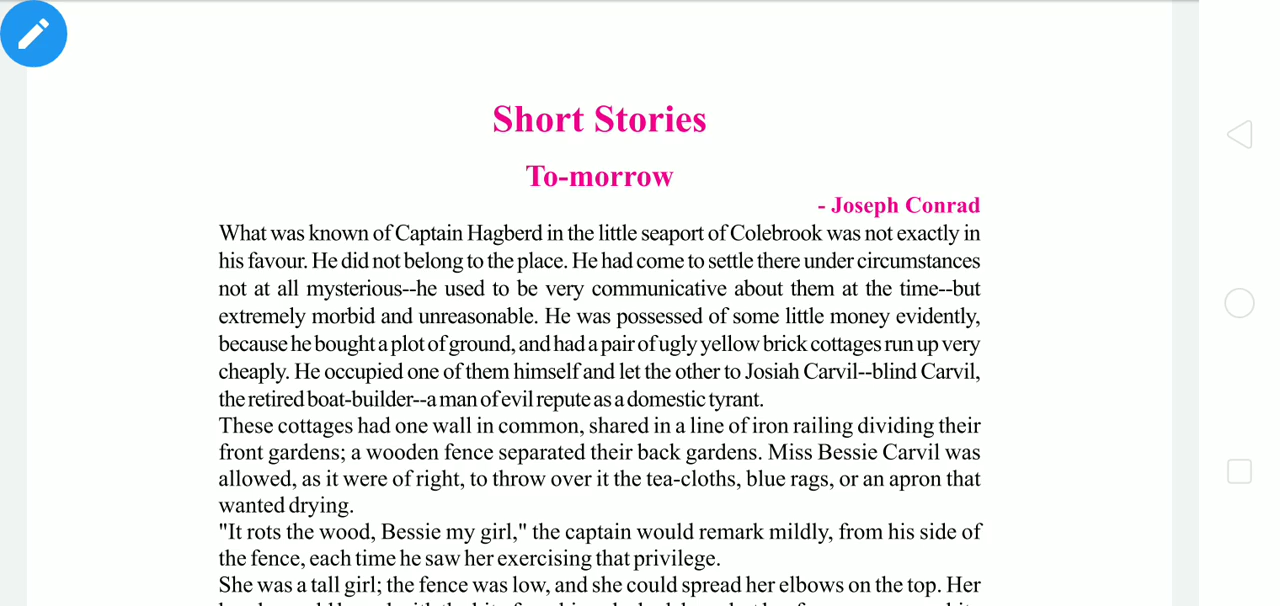 Short Stories
To-morrow
- Joseph Conrad
What was known of Captain Hagberd in the little seaport of Colebrook was not exactly in
his favour. He did not belong to the place. He had come to settle there under circumstances
not at all mysterious--he used to be very communicative about them at the time--but
extremely morbid and unreasonable. He was possessed of some little money evidently,
because he bought a plot of ground, and had a pair of ugly yellow brick cottages run up very
cheaply. He occupied one of them himself and let the other to Josiah Carvil--blind Carvil,
the retired boat-builder--a man of evil repute as a domestic tyrant.
These cottages had one wall in common, shared in a line of iron railing dividing their
front gardens; a wooden fence separated their back gardens. Miss Bessie Carvil was
allowed, as it were of right, to throw over it the tea-cloths, blue rags, or an apron that
wanted drying.
"It rots the wood, Bessie my girl," the captain would remark mildly, from his side of
the fence, each time he saw her exercising that privilege.
She was a tall girl; the fence was low, and she could spread her elbows on the top. Her